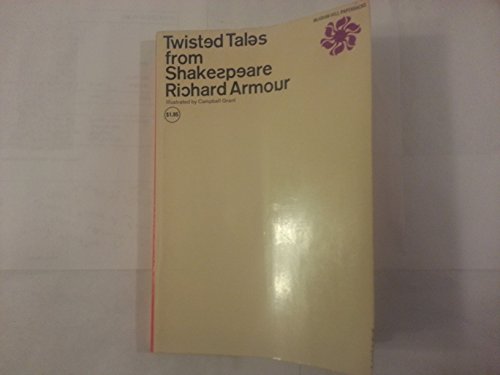 McGRAW-HILL PAPERBACKS
Twisted Tales
from
Shakespeare
Richard Armour
Illustrated by Campbell Grant
$1.95